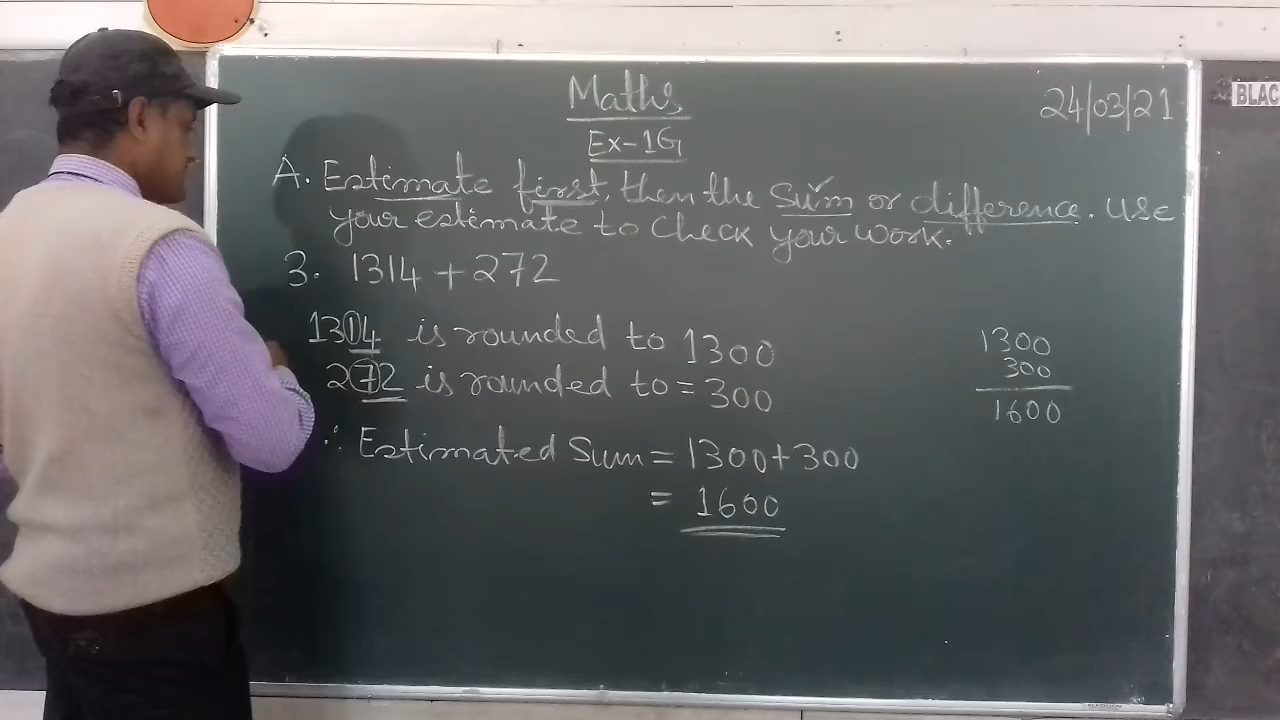 Maths
24/03/21
Ex-1G
A. Estimate first, then the Sum or difference. Use
your estimate to Check your work.
3. 1314 + 272
1314 is rounded to 1300
272 is rounded to = 300
∴ Estimated Sum = 1300+300
= 1600
1300
300
1600
BLAC